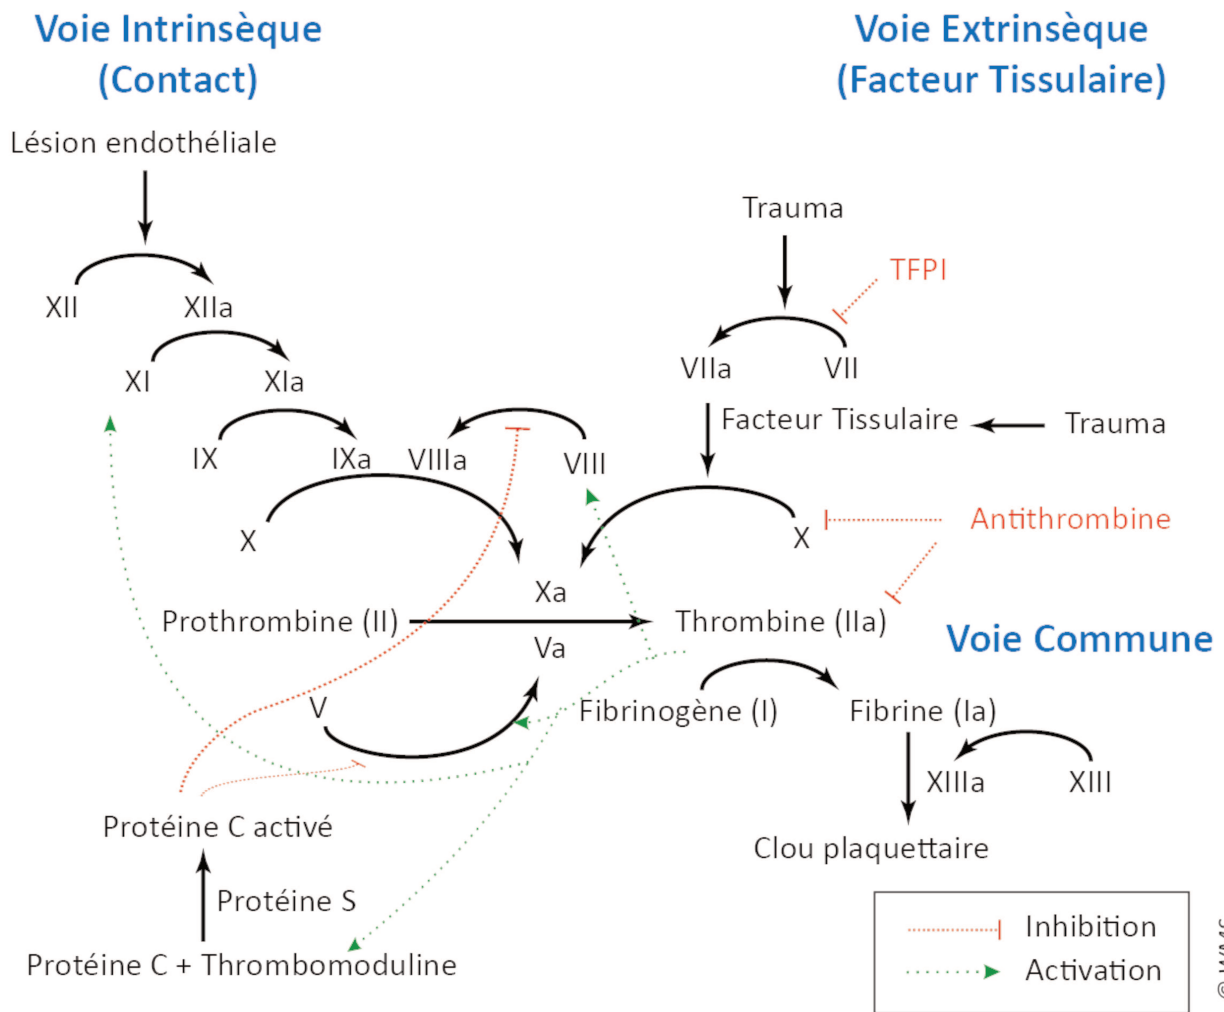 Voie Intrinsèque
(Contact)
Voie Extrinsèque
(Facteur Tissulaire)
Lésion endothéliale
Trauma
TFPI
XII
XIIa
XI
XIa
VIIa
VII
Facteur Tissulaire
Trauma
IX
IXa
VIIIa
VIII
X
X
Antithrombine
Xa
Prothrombine (II)
Thrombine (IIa)
Va
Voie Commune
V
Fibrinogène (I)
Fibrine (Ia)
XIIIa
XIII
Protéine C activé
Clou plaquettaire
Protéine S
Protéine C + Thrombomoduline
Inhibition
Activation